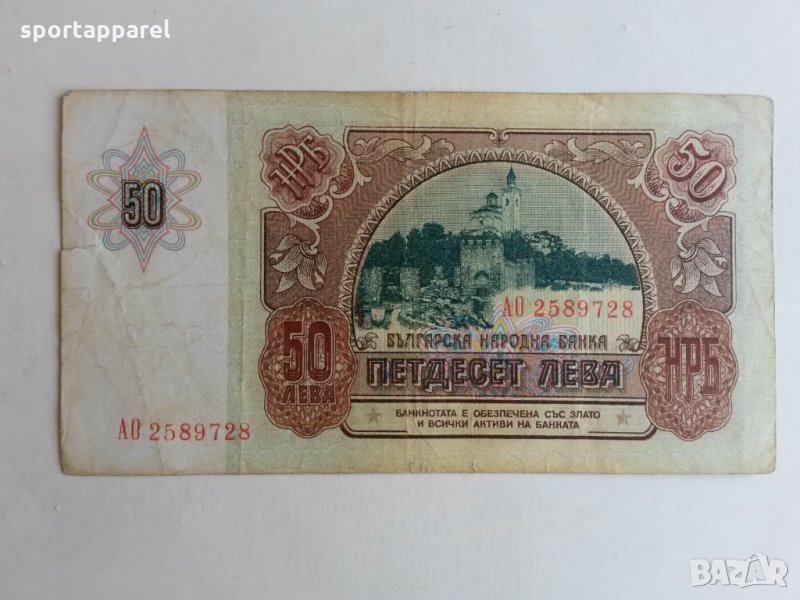 sportapparel
НРБ
50
50
АО 2589728
БЪЛГАРСКА НАРОДНА БАНКА
ПЕТДЕСЕТ ЛЕВА
50
ЛЕВА
НРБ
БАНКНОТАТА Е ОБЕЗПЕЧЕНА СЪС ЗЛАТО
И ВСИЧКИ АКТИВИ НА БАНКАТА
АО 2589728
BAZAR